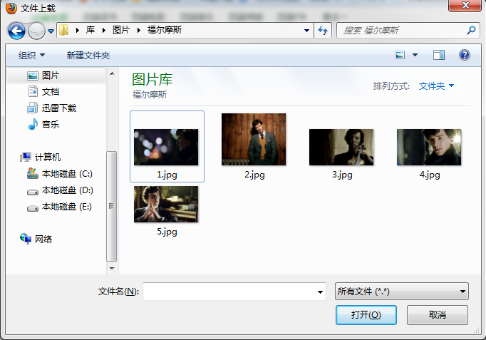 文件上载
库 图片 福尔摩斯
搜索 福尔摩斯
组织 新建文件夹
图片
文档
迅雷下载
音乐
计算机
本地磁盘 (C:)
本地磁盘 (D:)
本地磁盘 (E:)
网络
图片库
福尔摩斯
排列方式: 文件夹
1.jpg 2.jpg 3.jpg 4.jpg
5.jpg
文件名(N):
所有文件 (*.*)
打开(O) 取消